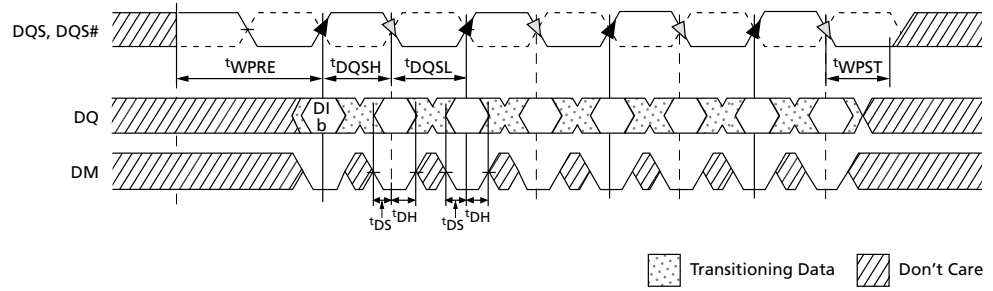 DQS, DQS#
tWPRE
tDQSH
tDQSL
tWPST
DQ
DI
b
DM
tDS
tDH
tDS
tDH
Transitioning Data
Don't Care